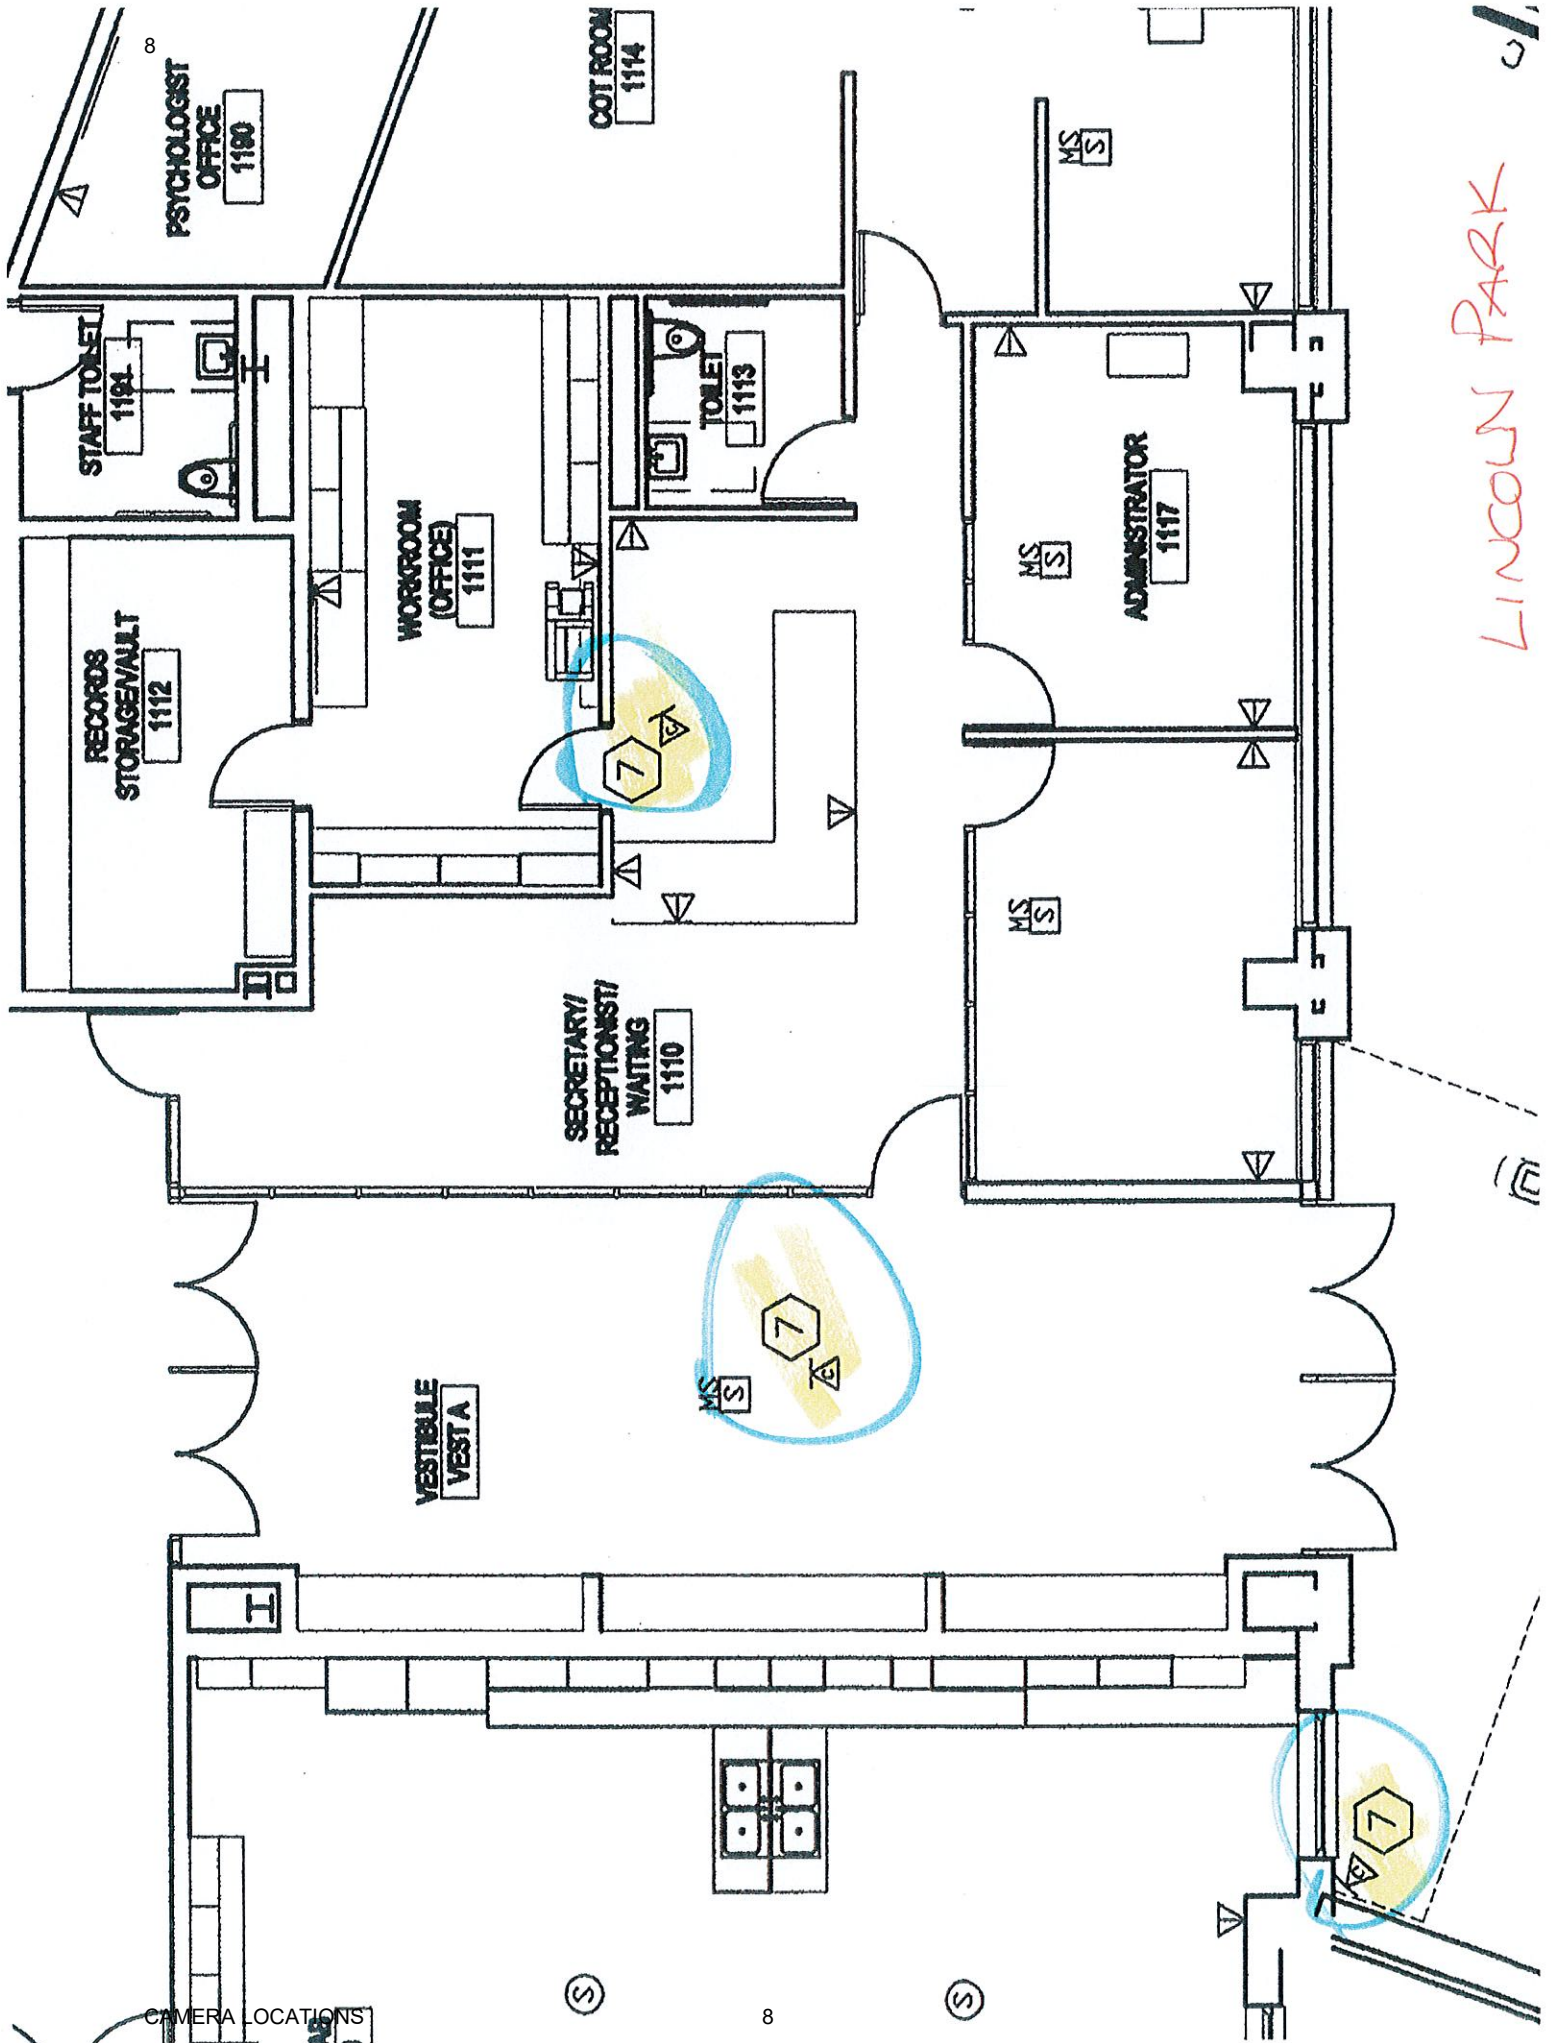 8
PSYCHOLOGIST
OFFICE
1190
COT ROOM
1114
MS
S
STAFF TOILET
1191
TOILET
1113
WORKROOM
(OFFICE)
1111
RECORDS
STORAGE/VAULT
1112
MS
S
ADMINISTRATOR
1117
LINCOLN PARK
7
C
MS
S
SECRETARY/
RECEPTIONIST/
WAITING
1110
7
C
MS
S
VESTIBULE
VEST A
7
C
S
S
CAMERA LOCATIONS
8